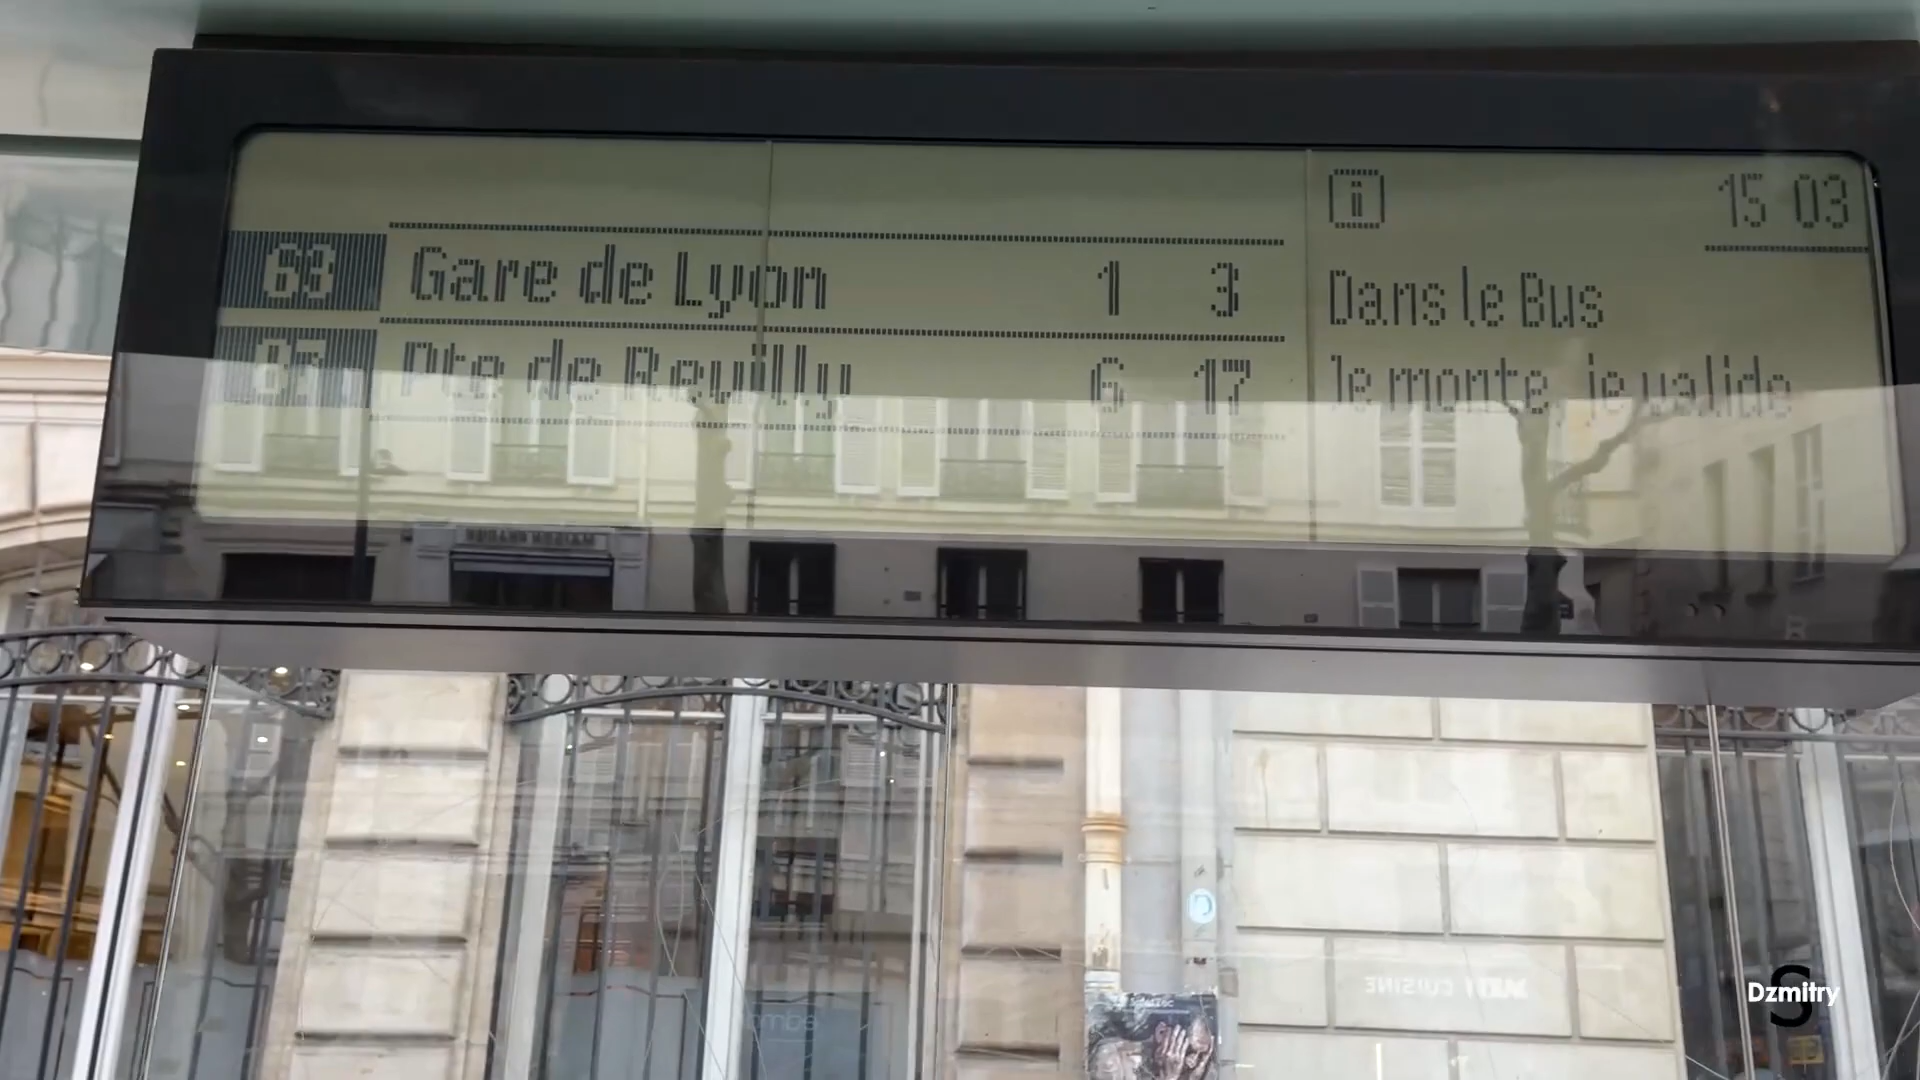 15 03
Gare de Lyon 1 3
Dans le Bus
Pte de Reuilly 6 17
Je monte, je valide
Dzmitry
S